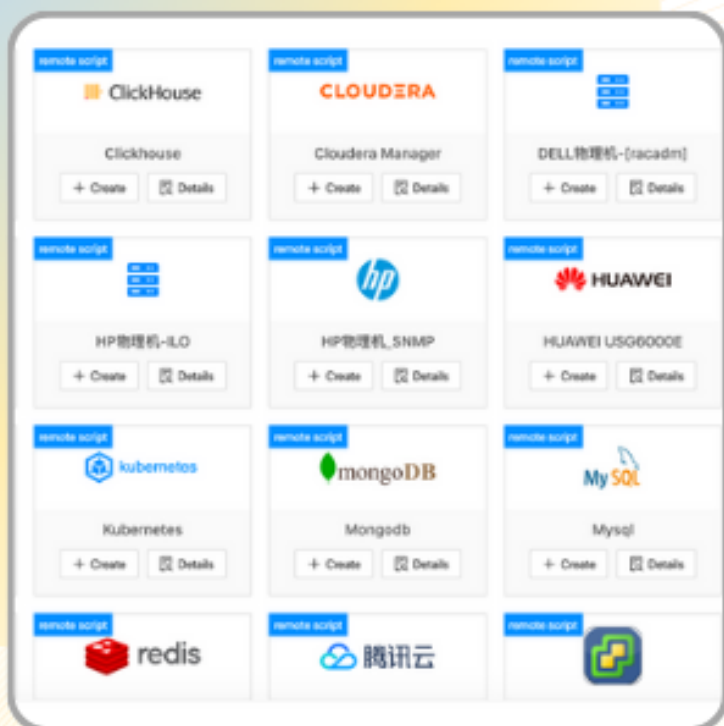 remote script
remote script
remote script
ClickHouse
CLOUDERA
Clickhouse
Cloudera Manager
DELL物理机-[racadm]
+ Create
Details
+ Create
Details
+ Create
Details
remote script
remote script
remote script
hp
HUAWEI
HP物理机-ILO
HP物理机_SNMP
HUAWEI USG6000E
+ Create
Details
+ Create
Details
+ Create
Details
remote script
remote script
remote script
kubernetes
mongoDB
MySQL
Kubernetes
Mongodb
Mysql
+ Create
Details
+ Create
Details
+ Create
Details
remote script
remote script
remote script
redis
腾讯云